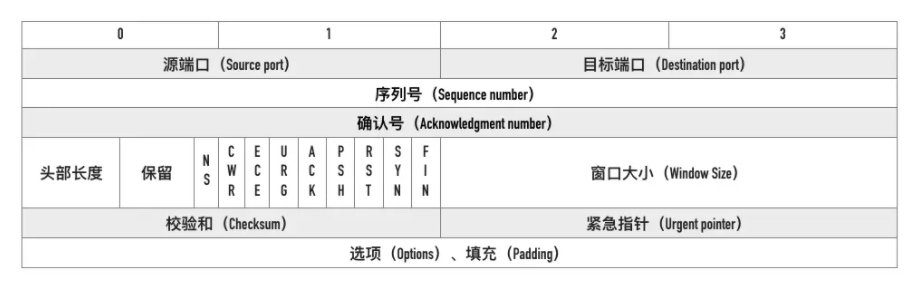 0 1 2 3
源端口（Source port） 目标端口（Destination port）
序列号（Sequence number）
确认号（Acknowledgment number）
头部长度 保留 NS CWR ECE URG ACK PSH RST SYN FIN 窗口大小（Window Size）
校验和（Checksum） 紧急指针（Urgent pointer）
选项（Options）、填充（Padding）